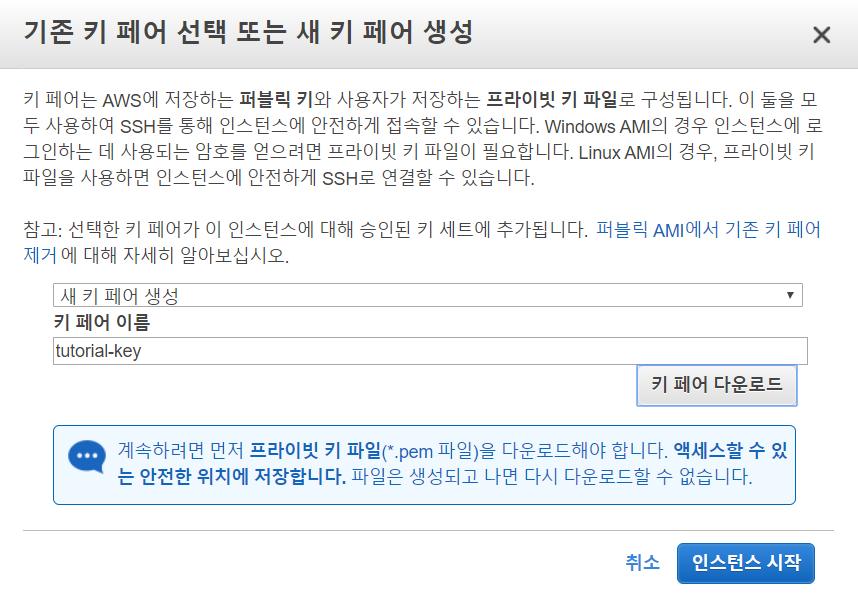 기존 키 페어 선택 또는 새 키 페어 생성
키 페어는 AWS에 저장하는 퍼블릭 키와 사용자가 저장하는 프라이빗 키 파일로 구성됩니다. 이 둘을 모
두 사용하여 SSH를 통해 인스턴스에 안전하게 접속할 수 있습니다. Windows AMI의 경우 인스턴스에 로
그인하는 데 사용되는 암호를 얻으려면 프라이빗 키 파일이 필요합니다. Linux AMI의 경우, 프라이빗 키
파일을 사용하면 인스턴스에 안전하게 SSH로 연결할 수 있습니다.
참고: 선택한 키 페어가 이 인스턴스에 대해 승인된 키 세트에 추가됩니다. 퍼블릭 AMI에서 기존 키 페어
제거 에 대해 자세히 알아보십시오.
새 키 페어 생성
키 페어 이름
tutorial-key
키 페어 다운로드
계속하려면 먼저 프라이빗 키 파일(*.pem 파일)을 다운로드해야 합니다. 액세스할 수 있
는 안전한 위치에 저장합니다. 파일은 생성되고 나면 다시 다운로드할 수 없습니다.
취소
인스턴스 시작